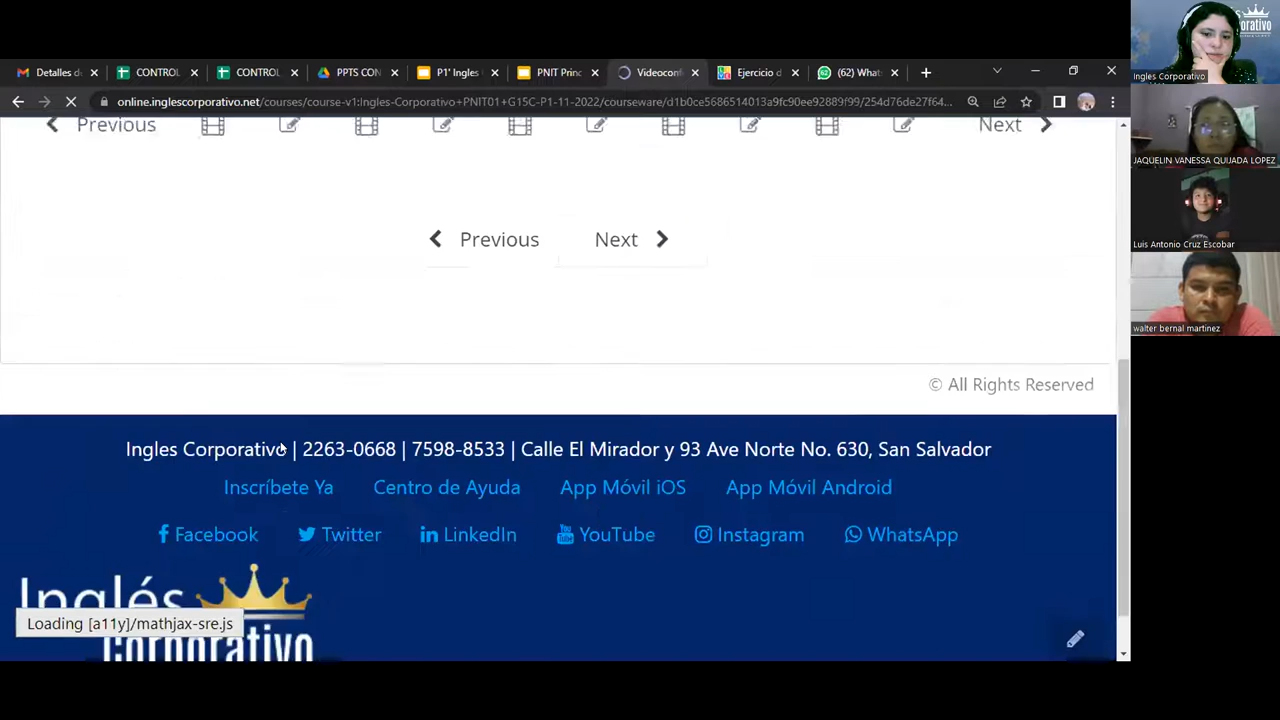 Detalles d
CONTROL
CONTROL
PPTS CON
P1' Ingles
PNIT Prin
Videoconf
Ejercicio d
(62) What
online.inglescorporativo.net/courses/course-v1:Ingles-Corporativo+PNIT01+G15C-P1-11-2022/courseware/d1b0ce5686514013a9fc90ee92889f99/254d76de27f64...
Previous
Next
Previous
Next
© All Rights Reserved
Ingles Corporativo | 2263-0668 | 7598-8533 | Calle El Mirador y 93 Ave Norte No. 630, San Salvador
Inscríbete Ya
Centro de Ayuda
App Móvil iOS
App Móvil Android
Facebook
Twitter
LinkedIn
YouTube
Instagram
WhatsApp
Inglés
corporativo
Loading [a11y]/mathjax-sre.js
Ingles Corporativo
JAQUELIN VANESSA QUIJADA LOPEZ
Luis Antonio Cruz Escobar
walter bernal martinez